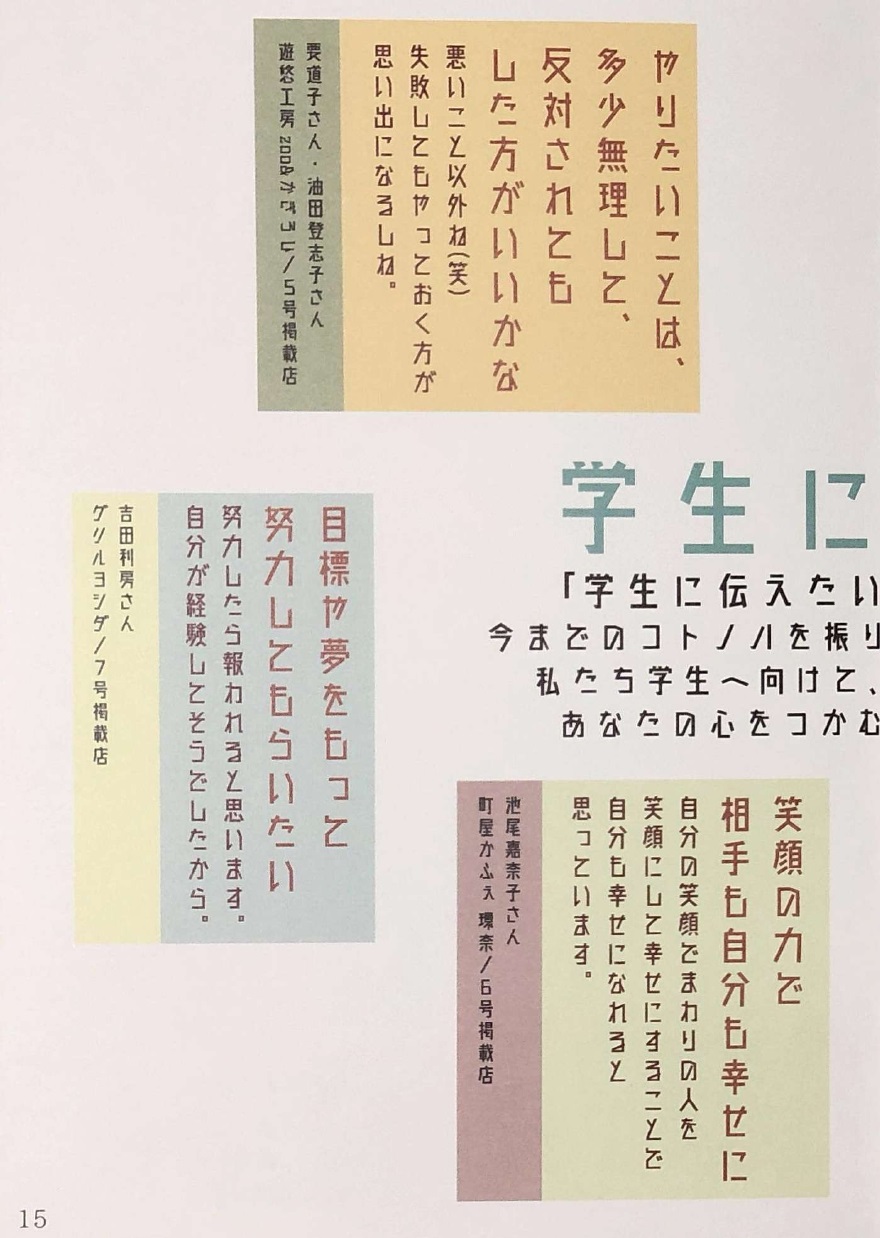 やりたいことは、
多少無理して、
反対されても
した方がいいかな
悪いこと以外ね(笑)
失敗してもやっておく方が
思い出になるしね。
要道子さん・油田登志子さん
遊悠工房 zooａかざぅし/5号掲載店
学生に
「学生に伝えたい
今までのコトノハを振り
私たち学生へ向けて、
あなたの心をつかむ
目標や夢をもって
努力してもらいたい
努力したら報われると思います。
自分が経験してそうでしたから。
吉田利房さん
グリルヨシダ/7号掲載店
笑顔の力で
相手も自分も幸せに
自分の笑顔でまわりの人を
笑顔にして幸せにすることで
自分も幸せになれると
思っています。
池尾嘉奈子さん
町屋かふぇ 環奈/6号掲載店
15